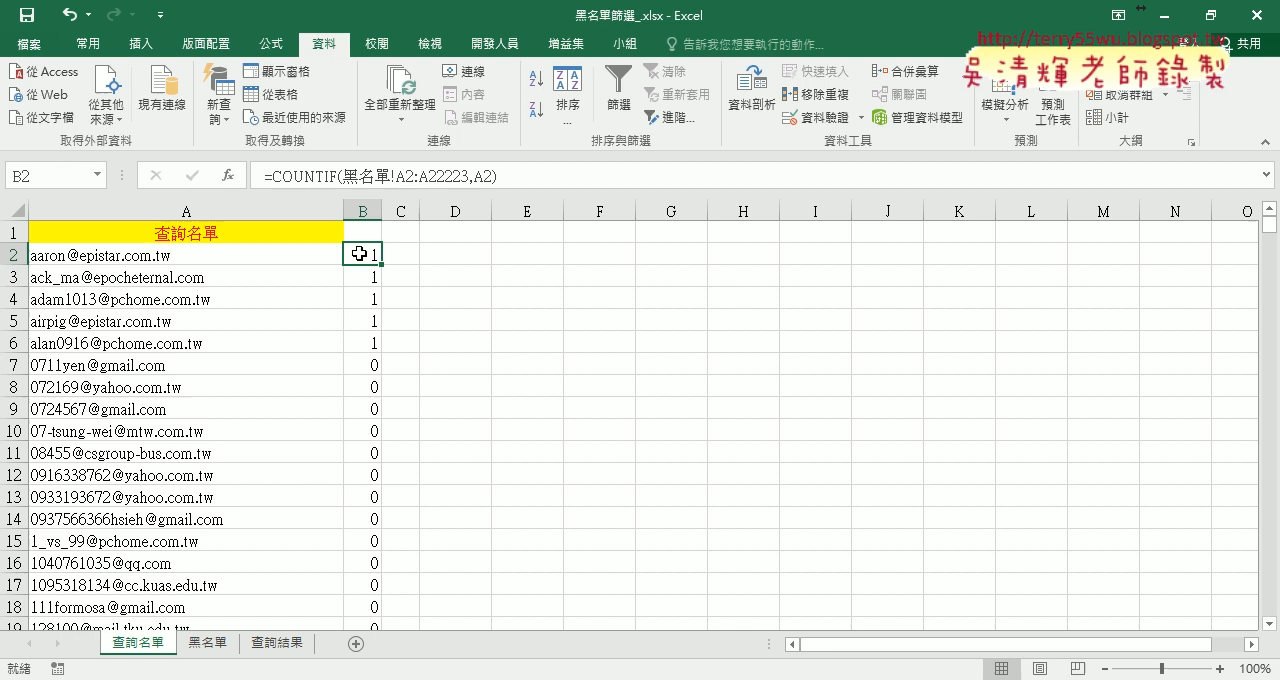 黑名單篩選_.xlsx - Excel
檔案 常用 插入 版面配置 公式 資料 校閱 檢視 開發人員 增益集 小組 告訴我您想要執行的動作... 登入 共用
http://terry55wu.blogspot.tw
吳清輝老師錄製
從 Access
從 Web
從文字檔
從其他來源
現有連線
取得外部資料
新查詢
顯示查詢
從表格
最近使用的來源
取得及轉換
全部重新整理
連線
內容
編輯連結
連線
排序...
篩選
清除
重新套用
進階...
排序與篩選
資料剖析
快速填入
移除重複
資料驗證
合併彙算
關聯圖
管理資料模型
資料工具
模擬分析
預測工作表
預測
取消群組
小計
大綱
B2 fx =COUNTIF(黑名單!A2:A22223,A2)
A B C D E F G H I J K L M N O
1 查詢名單
2 aaron@epistar.com.tw 1
3 ack_ma@epocheternal.com 1
4 adam1013@pchome.com.tw 1
5 airpig@epistar.com.tw 1
6 alan0916@pchome.com.tw 1
7 0711yen@gmail.com 0
8 072169@yahoo.com.tw 0
9 0724567@gmail.com 0
10 07-tsung-wei@mtw.com.tw 0
11 08455@csgroup-bus.com.tw 0
12 0916338762@yahoo.com.tw 0
13 0933193672@yahoo.com.tw 0
14 0937566366hsieh@gmail.com 0
15 1_vs_99@pchome.com.tw 0
16 1040761035@qq.com 0
17 1095318134@cc.kuas.edu.tw 0
18 111formosa@gmail.com 0
19 128100@mail.tku.edu.tw 0
查詢名單 黑名單 查詢結果
就緒 100%